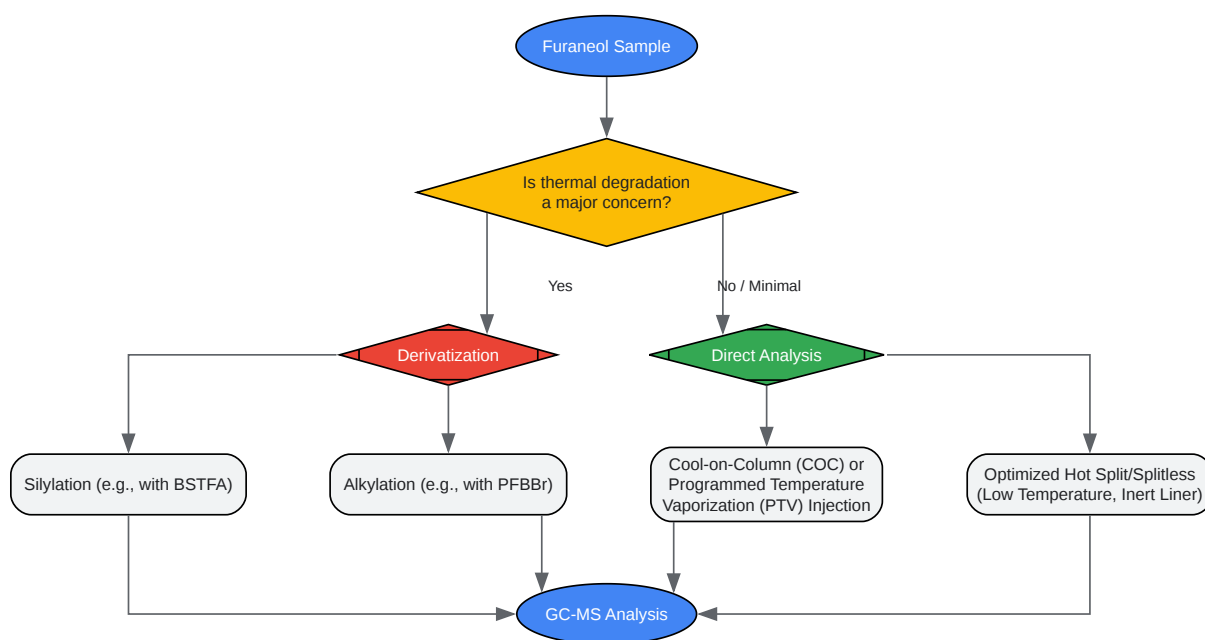 Furaneol Sample
Is thermal degradation
a major concern?
Yes
No / Minimal
Derivatization
Direct Analysis
Silylation (e.g., with BSTFA)
Alkylation (e.g., with PFBBr)
Cool-on-Column (COC) or
Programmed Temperature
Vaporization (PTV) Injection
Optimized Hot Split/Splitless
(Low Temperature, Inert Liner)
GC-MS Analysis